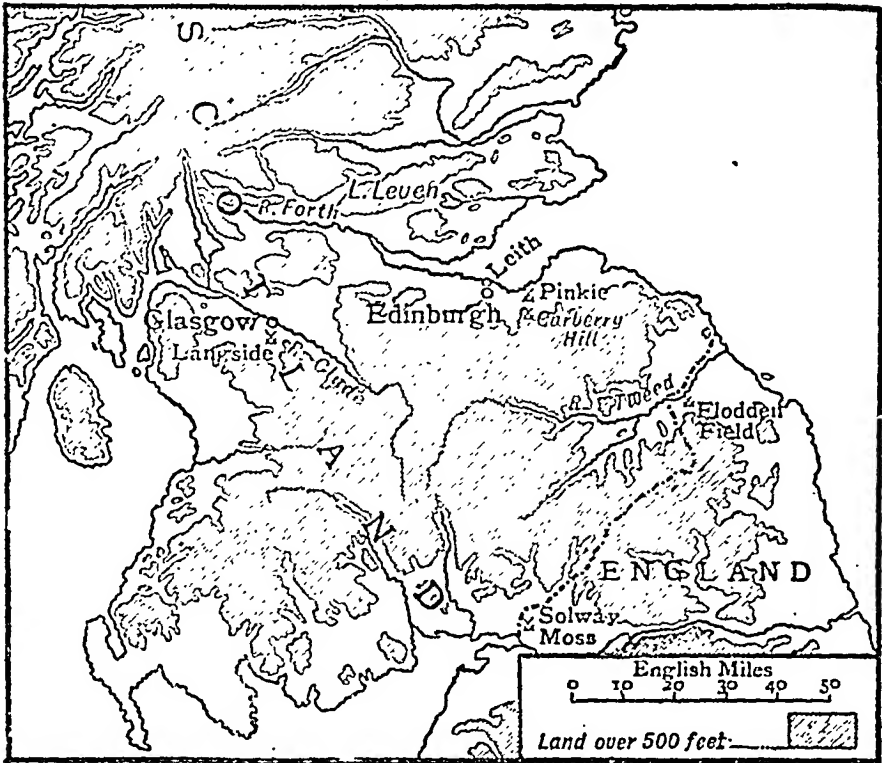 SCOTLAND
L. Leven
R. Forth
Leith
Edinburgh
Pinkie
Carberry
Hill
Glasgow
Langside
Clyde
R. Tweed
Flodden
Field
ENGLAND
Solway
Moss
English Miles
0 10 20 30 40 50
Land over 500 feet